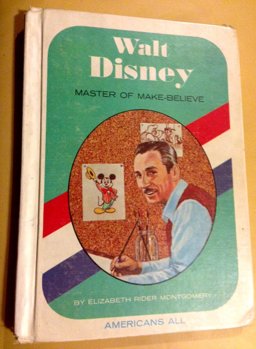 Walt
Disney
MASTER OF MAKE-BELIEVE
BY ELIZABETH RIDER MONTGOMERY
AMERICANS ALL